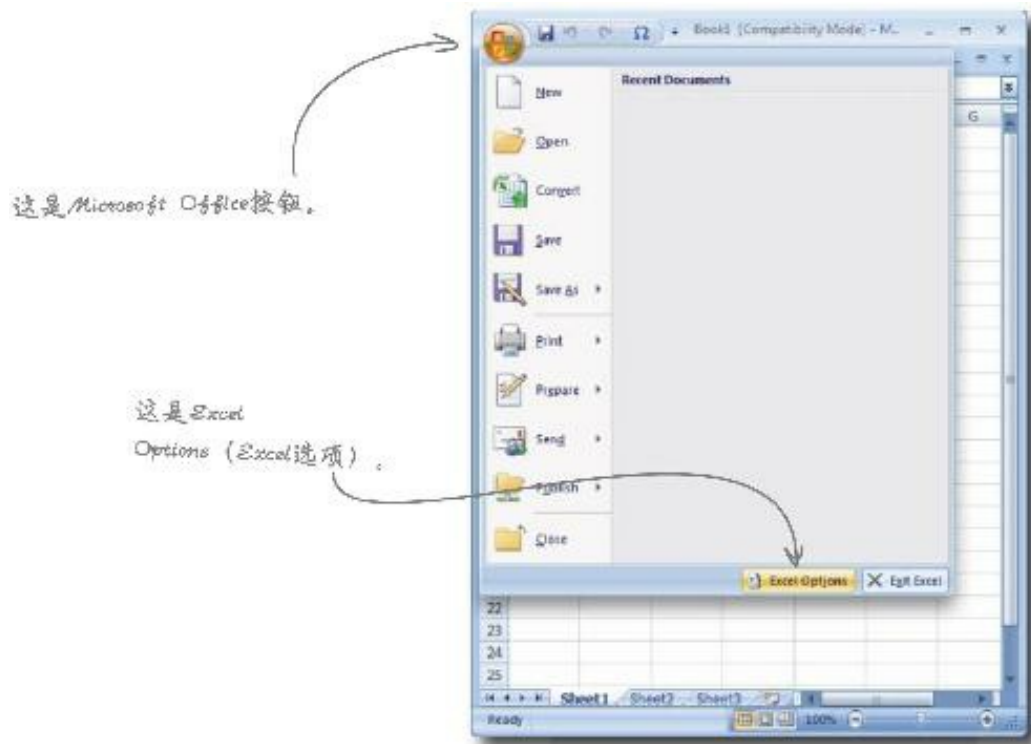 Book1 [Compatibility Mode] - M...
New
Recent Documents
G
Open
Convert
这是Microsoft Office按钮。
Save
Save As
Print
Prepare
这是Excel
Options（Excel选项）。
Send
Publish
Close
Excel Options
Exit Excel
22
23
24
25
Sheet1 Sheet2 Sheet3
Ready
100%